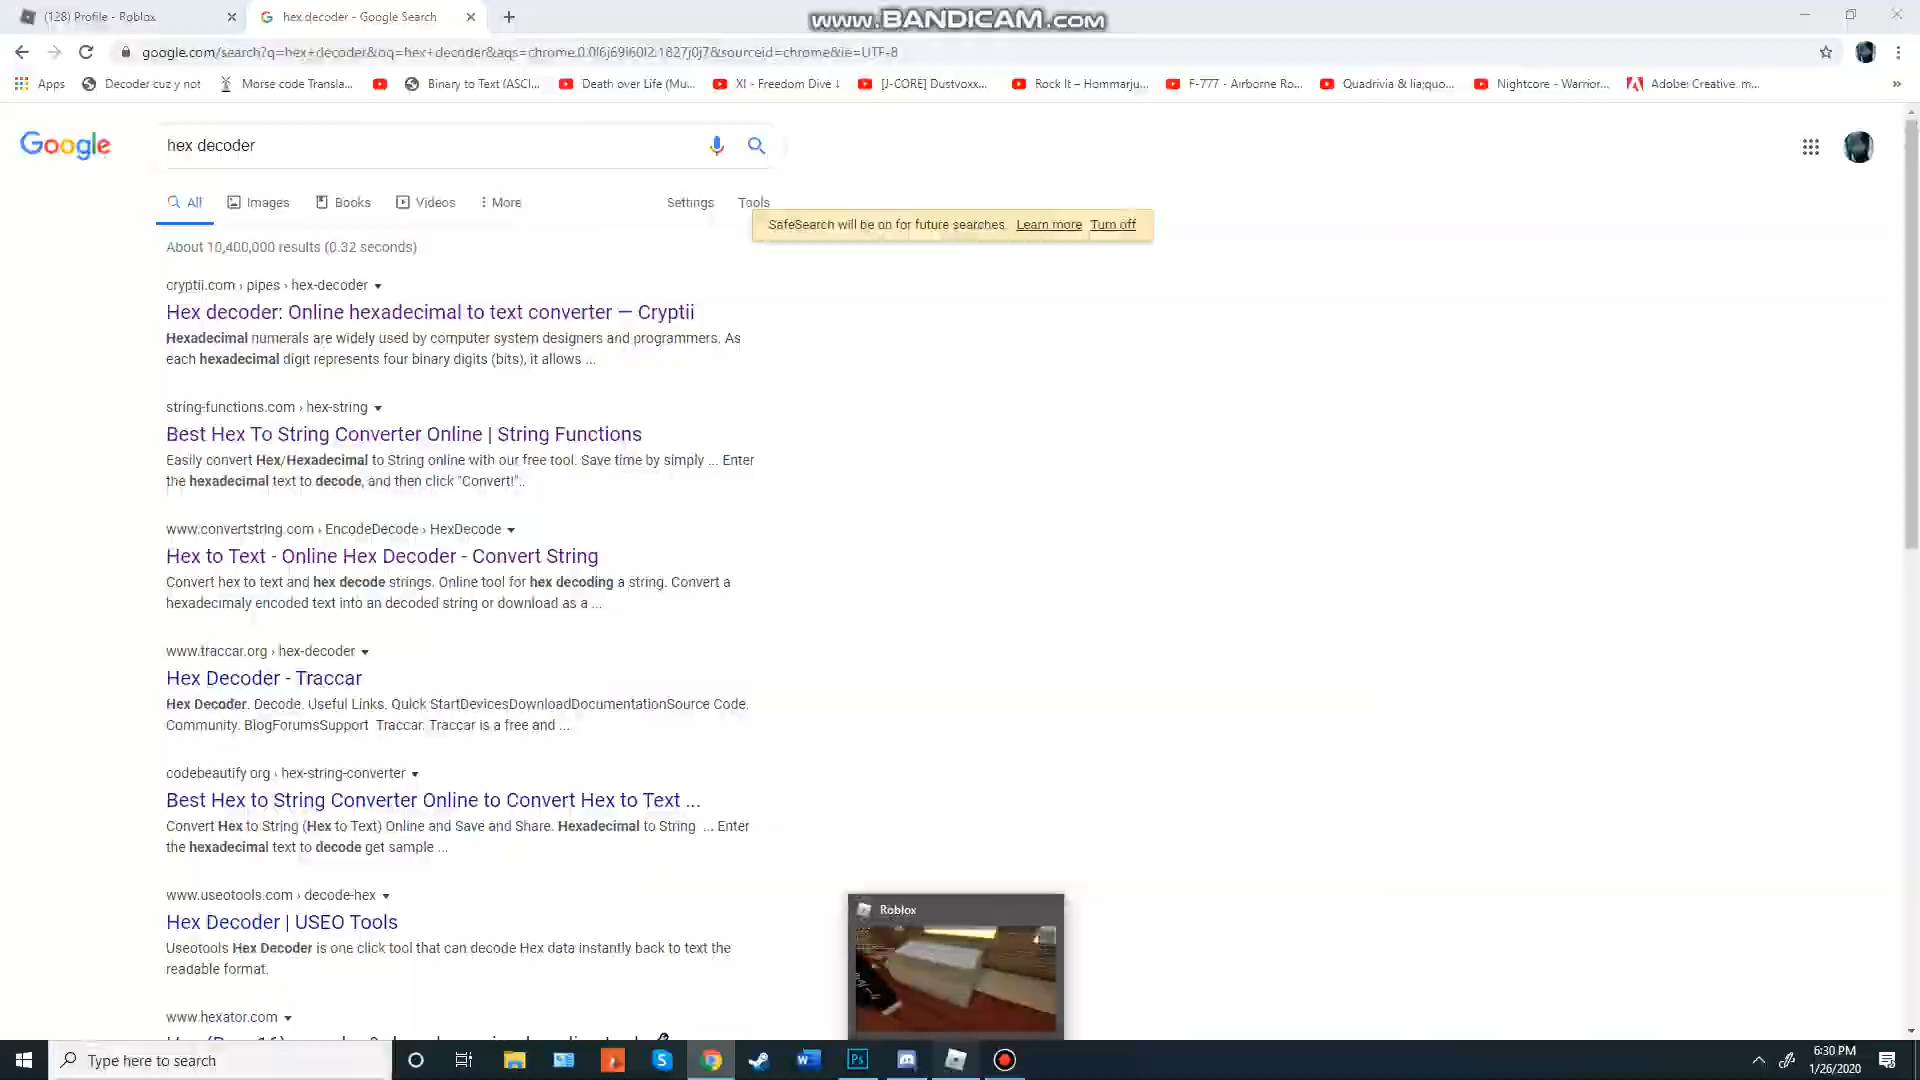 (128) Profile - Roblox
hex decoder - Google Search
www.BANDICAM.com
google.com/search?q=hex+decoder&oq=hex+decoder&aqs=chrome.0.0l6j69i60l2.1827j0j7&sourceid=chrome&ie=UTF-8
Apps
Decoder cuz y not
Morse code Transla...
Binary to Text (ASCI...
Death over Life (Mu...
XI - Freedom Dive ↓
[J-CORE] Dustvoxx...
Rock It – Hommarju...
F-777 - Airborne Ro...
Quadrivia & lia;quo...
Nightcore - Warrior...
Adobe: Creative, m...
»
Google
hex decoder
All
Images
Books
Videos
More
Settings
Tools
SafeSearch will be on for future searches. Learn more Turn off
About 10,400,000 results (0.32 seconds)
cryptii.com › pipes › hex-decoder
Hex decoder: Online hexadecimal to text converter — Cryptii
Hexadecimal numerals are widely used by computer system designers and programmers. As
each hexadecimal digit represents four binary digits (bits), it allows ...
string-functions.com › hex-string
Best Hex To String Converter Online | String Functions
Easily convert Hex/Hexadecimal to String online with our free tool. Save time by simply ... Enter
the hexadecimal text to decode, and then click "Convert!"..
www.convertstring.com › EncodeDecode › HexDecode
Hex to Text - Online Hex Decoder - Convert String
Convert hex to text and hex decode strings. Online tool for hex decoding a string. Convert a
hexadecimaly encoded text into an decoded string or download as a ...
www.traccar.org › hex-decoder
Hex Decoder - Traccar
Hex Decoder. Decode. Useful Links. Quick StartDevicesDownloadDocumentationSource Code.
Community. BlogForumsSupport Traccar. Traccar is a free and ...
codebeautify.org › hex-string-converter
Best Hex to String Converter Online to Convert Hex to Text ...
Convert Hex to String (Hex to Text) Online and Save and Share. Hexadecimal to String ... Enter
the hexadecimal text to decode get sample ...
www.useotools.com › decode-hex
Hex Decoder | USEO Tools
Useotools Hex Decoder is one click tool that can decode Hex data instantly back to text the
readable format.
www.hexator.com
Roblox
Type here to search
6:30 PM
1/26/2020